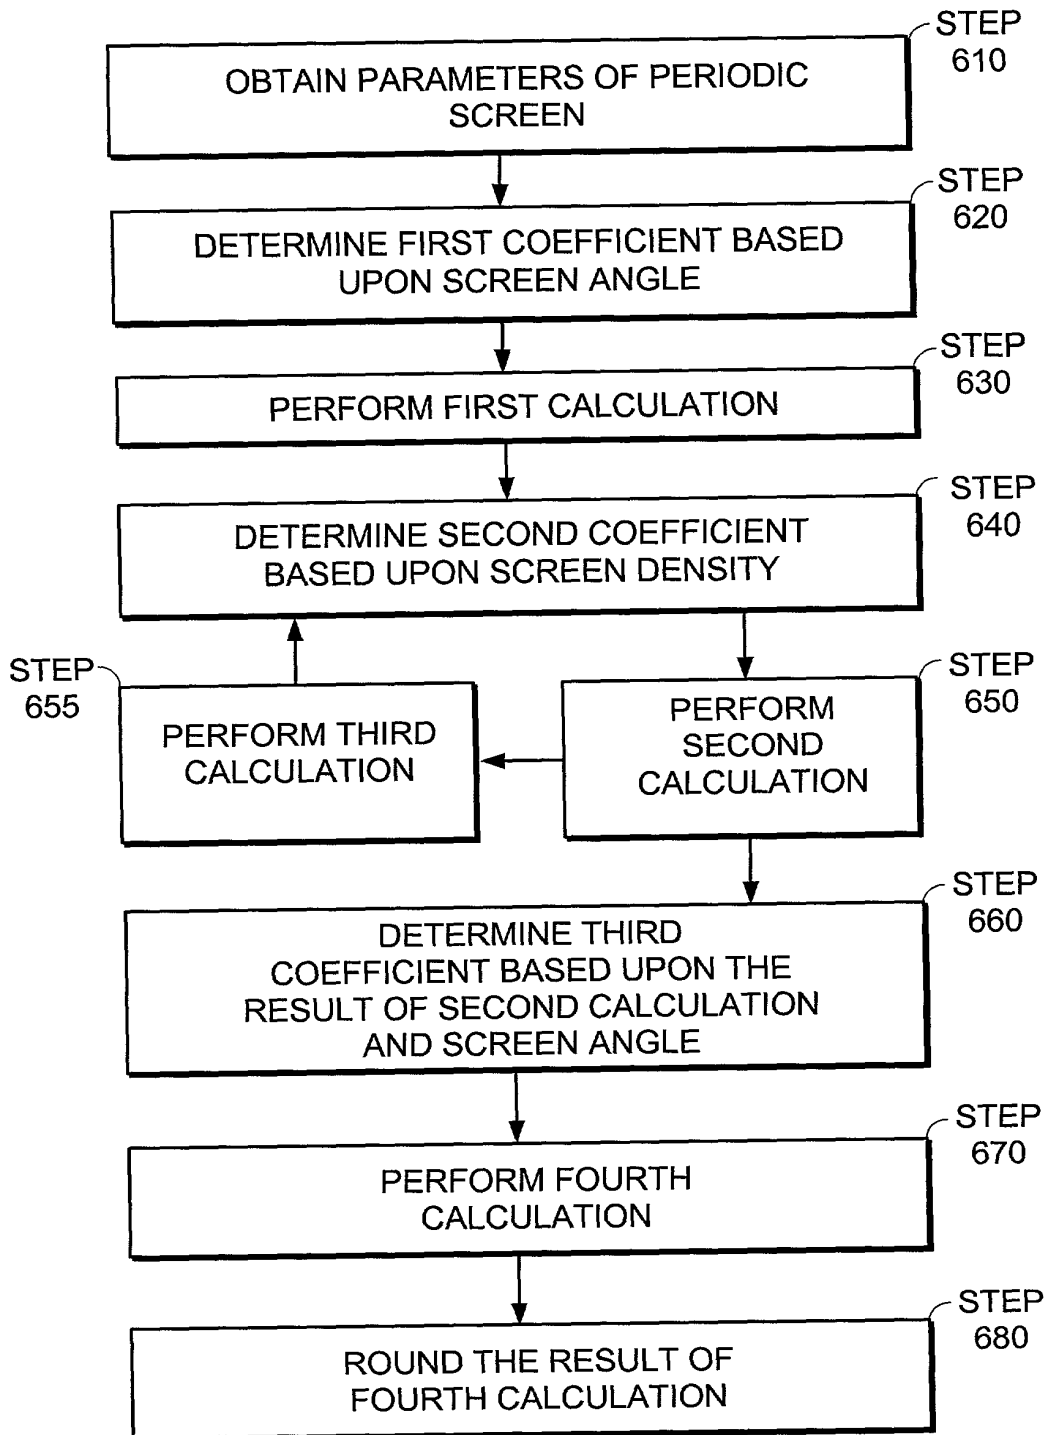 STEP
610
OBTAIN PARAMETERS OF PERIODIC
SCREEN
STEP
620
DETERMINE FIRST COEFFICIENT BASED
UPON SCREEN ANGLE
STEP
630
PERFORM FIRST CALCULATION
STEP
640
DETERMINE SECOND COEFFICIENT
BASED UPON SCREEN DENSITY
STEP
655
PERFORM THIRD
CALCULATION
STEP
650
PERFORM
SECOND
CALCULATION
STEP
660
DETERMINE THIRD
COEFFICIENT BASED UPON THE
RESULT OF SECOND CALCULATION
AND SCREEN ANGLE
STEP
670
PERFORM FOURTH
CALCULATION
STEP
680
ROUND THE RESULT OF
FOURTH CALCULATION